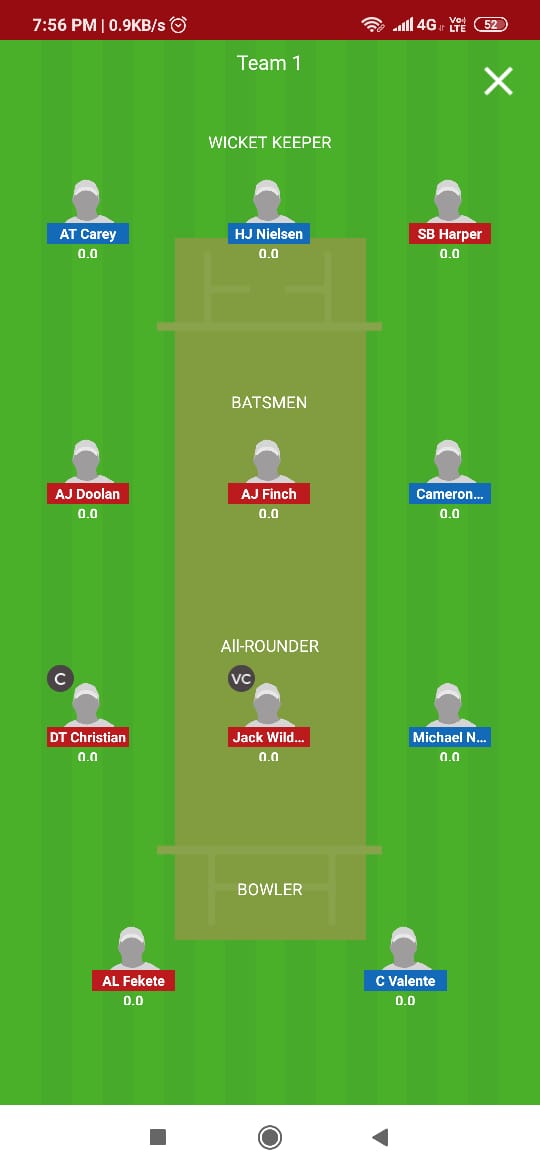 7:56 PM | 0.9KB/s 4G Vo) LTE 52
Team 1
WICKET KEEPER
AT Carey HJ Nielsen SB Harper
0.0 0.0 0.0
BATSMEN
AJ Doolan AJ Finch Cameron...
0.0 0.0 0.0
All-ROUNDER
C VC
DT Christian Jack Wild... Michael N...
0.0 0.0 0.0
BOWLER
AL Fekete C Valente
0.0 0.0